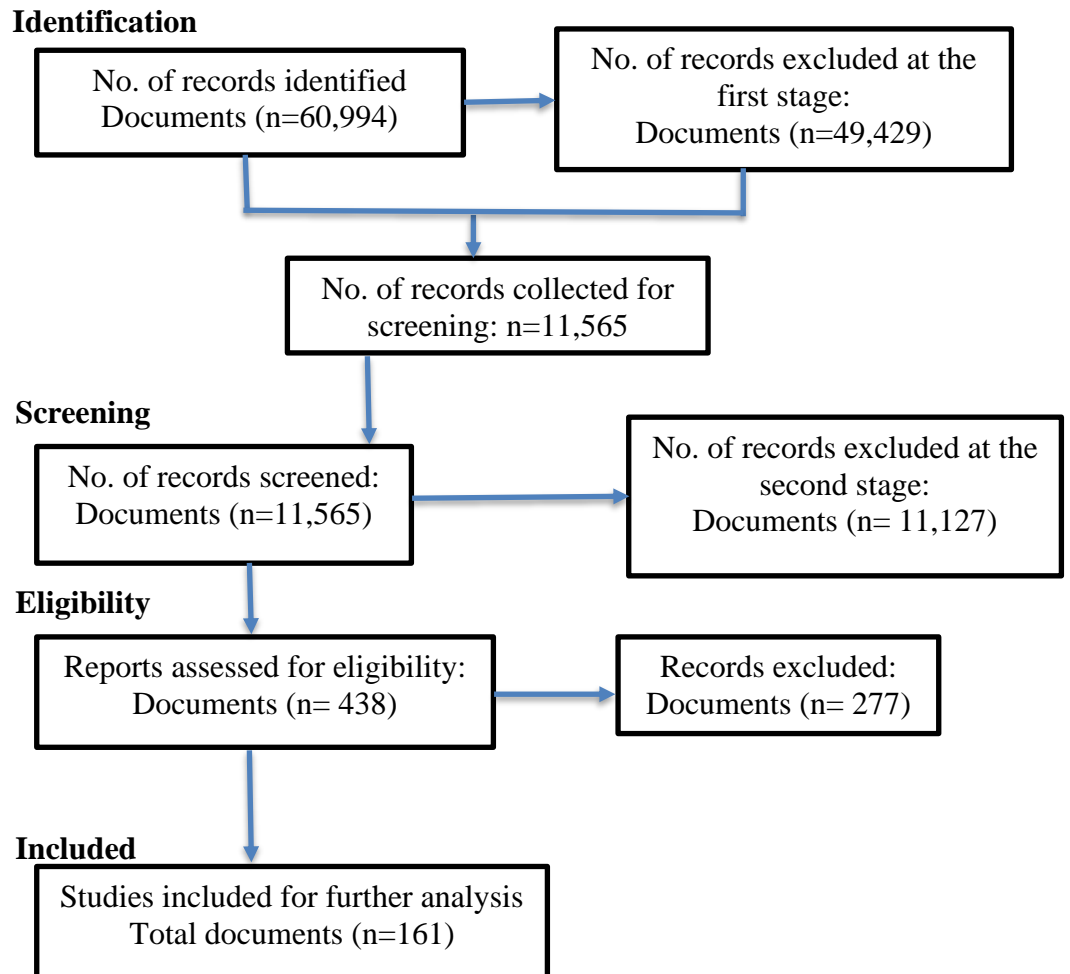 Identification
No. of records identified
Documents (n=60,994)
No. of records excluded at the
first stage:
Documents (n=49,429)
No. of records collected for
screening: n=11,565
Screening
No. of records screened:
Documents (n=11,565)
No. of records excluded at the
second stage:
Documents (n= 11,127)
Eligibility
Reports assessed for eligibility:
Documents (n= 438)
Records excluded:
Documents (n= 277)
Included
Studies included for further analysis
Total documents (n=161)